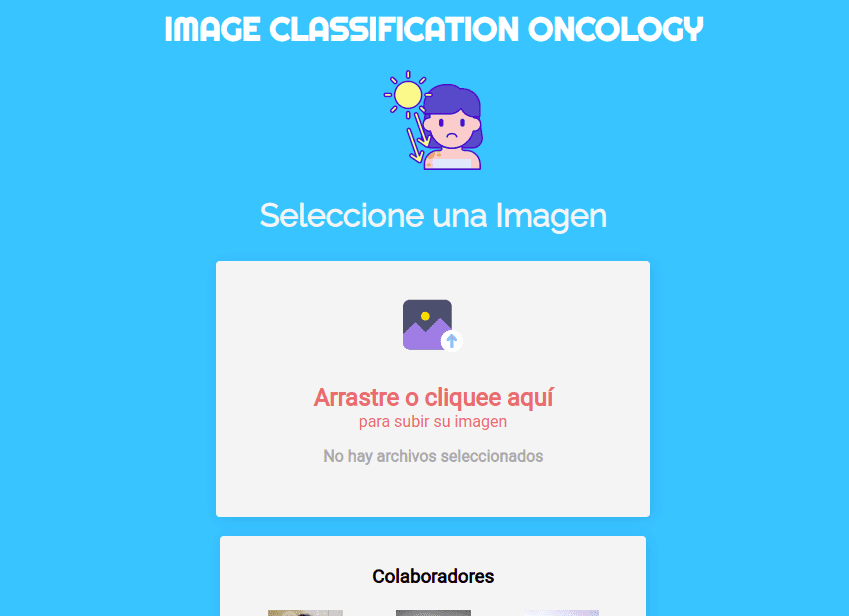 IMAGE CLASSIFICATION ONCOLOGY
Seleccione una Imagen
Arrastre o cliquee aquí
para subir su imagen
No hay archivos seleccionados
Colaboradores